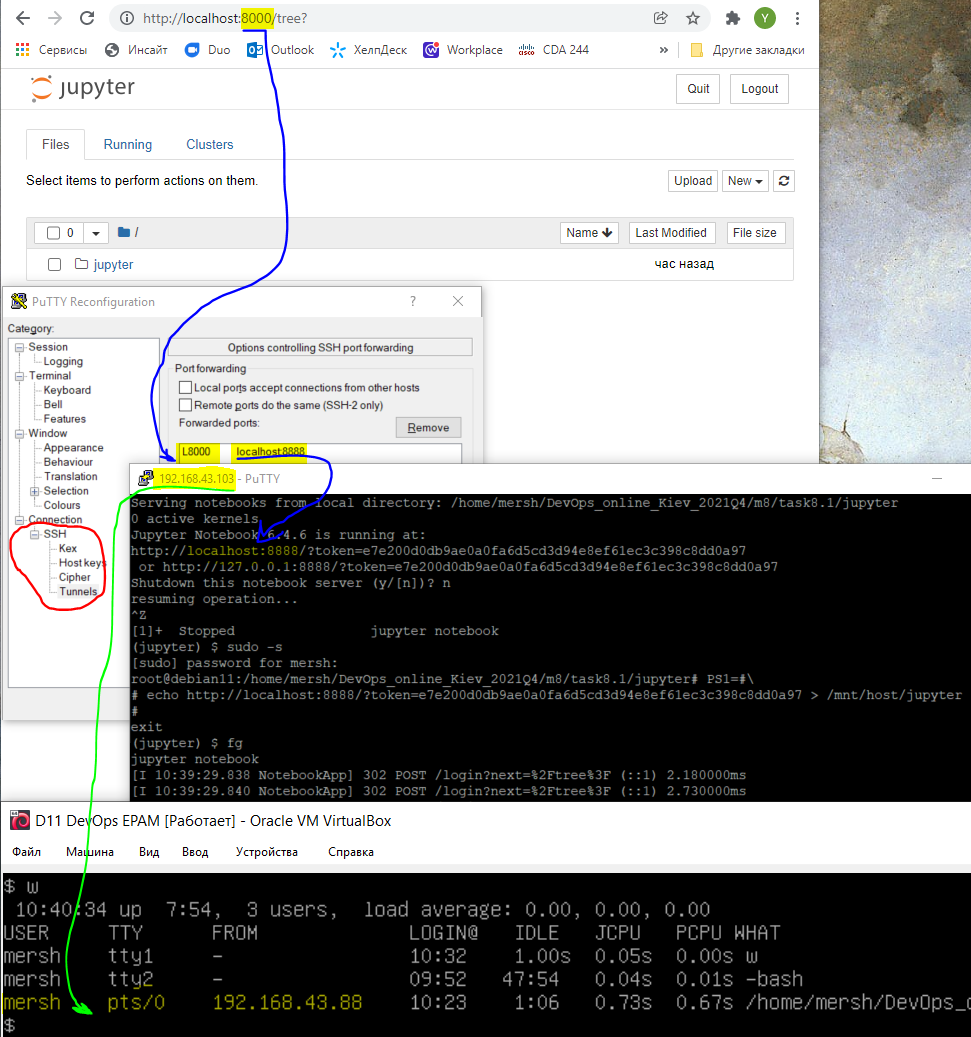 http://localhost:8000/tree?
Y
Сервисы Инсайт Duo Outlook ХелпДеск Workplace CDA 244 » Другие закладки
jupyter Quit Logout
Files Running Clusters
Select items to perform actions on them. Upload New
0 / Name Last Modified File size
jupyter час назад
PuTTY Reconfiguration ?
Category:
Session
Logging
Terminal
Keyboard
Bell
Features
Window
Appearance
Behaviour
Translation
Selection
Colours
Connection
SSH
Kex
Host keys
Cipher
Tunnels
Options controlling SSH port forwarding
Port forwarding
Local ports accept connections from other hosts
Remote ports do the same (SSH-2 only)
Forwarded ports: Remove
L8000 localhost:8888
192.168.43.103 - PuTTY
Serving notebooks from local directory: /home/mersh/DevOps_online_Kiev_2021Q4/m8/task8.1/jupyter
0 active kernels
Jupyter Notebook 6.4.6 is running at:
http://localhost:8888/?token=e7e200d0db9ae0a0fa6d5cd3d94e8ef61ec3c398c8dd0a97
or http://127.0.0.1:8888/?token=e7e200d0db9ae0a0fa6d5cd3d94e8ef61ec3c398c8dd0a97
Shutdown this notebook server (y/[n])? n
resuming operation...
^Z
[1]+  Stopped                 jupyter notebook
(jupyter) $ sudo -s
[sudo] password for mersh:
root@debian11:/home/mersh/DevOps_online_Kiev_2021Q4/m8/task8.1/jupyter# PS1=#\
# echo http://localhost:8888/?token=e7e200d0db9ae0a0fa6d5cd3d94e8ef61ec3c398c8dd0a97 > /mnt/host/jupyter
#
exit
(jupyter) $ fg
jupyter notebook
[I 10:39:29.838 NotebookApp] 302 POST /login?next=%2Ftree%3F (::1) 2.180000ms
[I 10:39:29.840 NotebookApp] 302 POST /login?next=%2Ftree%3F (::1) 2.730000ms
D11 DevOps EPAM [Работает] - Oracle VM VirtualBox
Файл Машина Вид Ввод Устройства Справка
$ w
10:40:34 up  7:54,  3 users,  load average: 0.00, 0.00, 0.00
USER     TTY      FROM             LOGIN@   IDLE   JCPU   PCPU WHAT
mersh    tty1     -                10:32    1.00s  0.05s  0.00s w
mersh    tty2     -                09:52   47:54   0.04s  0.01s -bash
mersh    pts/0    192.168.43.88    10:23    1:06   0.73s  0.67s /home/mersh/DevOps_
$